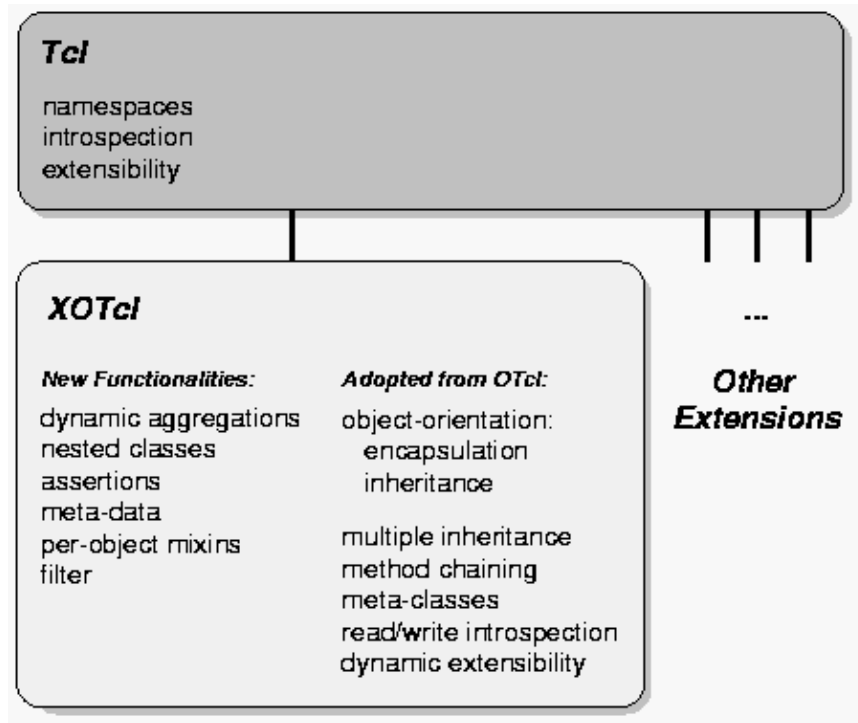 Tcl
namespaces
introspection
extensibility
XOTcl
New Functionalities:
dynamic aggregations
nested classes
assertions
meta-data
per-object mixins
filter
Adopted from OTcl:
object-orientation:
encapsulation
inheritance
multiple inheritance
method chaining
meta-classes
read/write introspection
dynamic extensibility
...
Other
Extensions